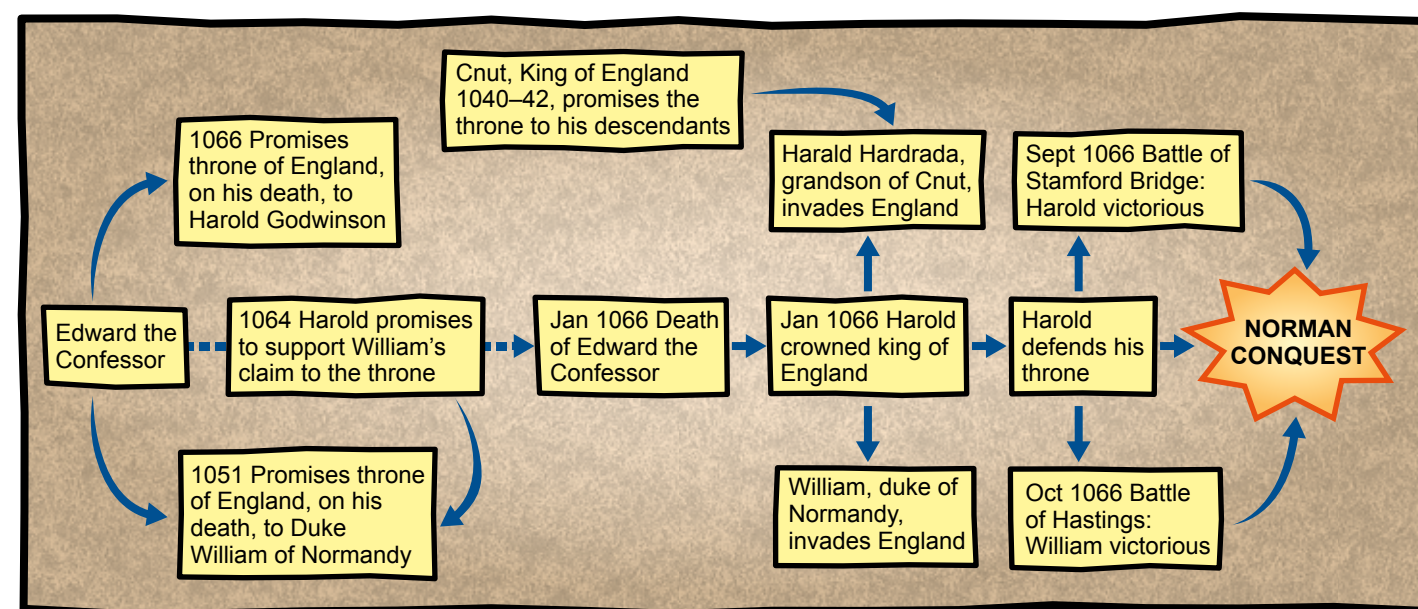 Cnut, King of England
1040–42, promises the
throne to his descendants
1066 Promises
throne of England,
on his death, to
Harold Godwinson
Harald Hardrada,
grandson of Cnut,
invades England
Sept 1066 Battle of
Stamford Bridge:
Harold victorious
Edward the
Confessor
1064 Harold promises
to support William’s
claim to the throne
Jan 1066 Death
of Edward the
Confessor
Jan 1066 Harold
crowned king of
England
Harold
defends his
throne
NORMAN
CONQUEST
1051 Promises throne
of England, on his
death, to Duke
William of Normandy
William, duke of
Normandy,
invades England
Oct 1066 Battle
of Hastings:
William victorious